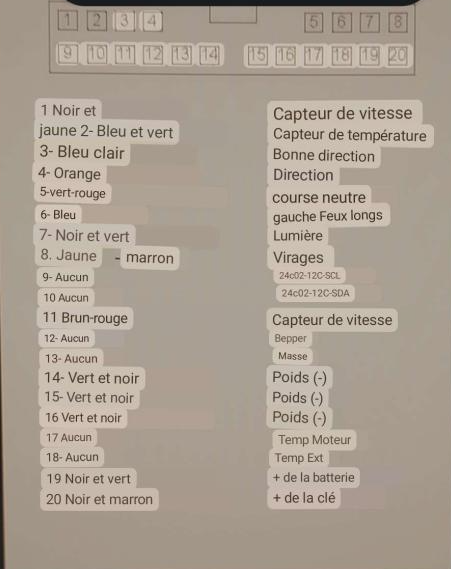 1 2 3 4 5 6 7 8
9 10 11 12 13 14 15 16 17 18 19 20
1 Noir et
jaune 2- Bleu et vert
3- Bleu clair
4- Orange
5-vert-rouge
6- Bleu
7- Noir et vert
8. Jaune - marron
9- Aucun
10 Aucun
11 Brun-rouge
12- Aucun
13- Aucun
14- Vert et noir
15- Vert et noir
16 Vert et noir
17 Aucun
18- Aucun
19 Noir et vert
20 Noir et marron
Capteur de vitesse
Capteur de température
Bonne direction
Direction
course neutre
gauche Feux longs
Lumière
Virages
24c02-12C-SCL
24c02-12C-SDA
Capteur de vitesse
Bepper
Masse
Poids (-)
Poids (-)
Poids (-)
Temp Moteur
Temp Ext
+ de la batterie
+ de la clé